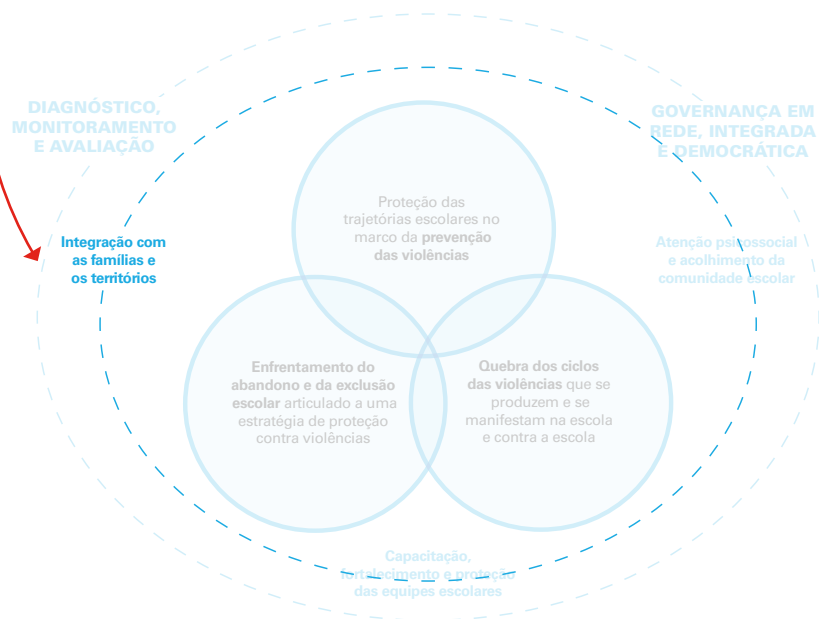 DIAGNÓSTICO,
MONITORAMENTO
E AVALIAÇÃO
GOVERNANÇA EM
REDE, INTEGRADA
E DEMOCRÁTICA
Proteção das
trajetórias escolares no
marco da prevenção
das violências
Integração com
as famílias e
os territórios
Atenção psicossocial
e acolhimento da
comunidade escolar
Enfrentamento do
abandono e da exclusão
escolar articulado a uma
estratégia de proteção
contra violências
Quebra dos ciclos
das violências que se
produzem e se
manifestam na escola
e contra a escola
Capacitação,
fortalecimento e proteção
das equipes escolares